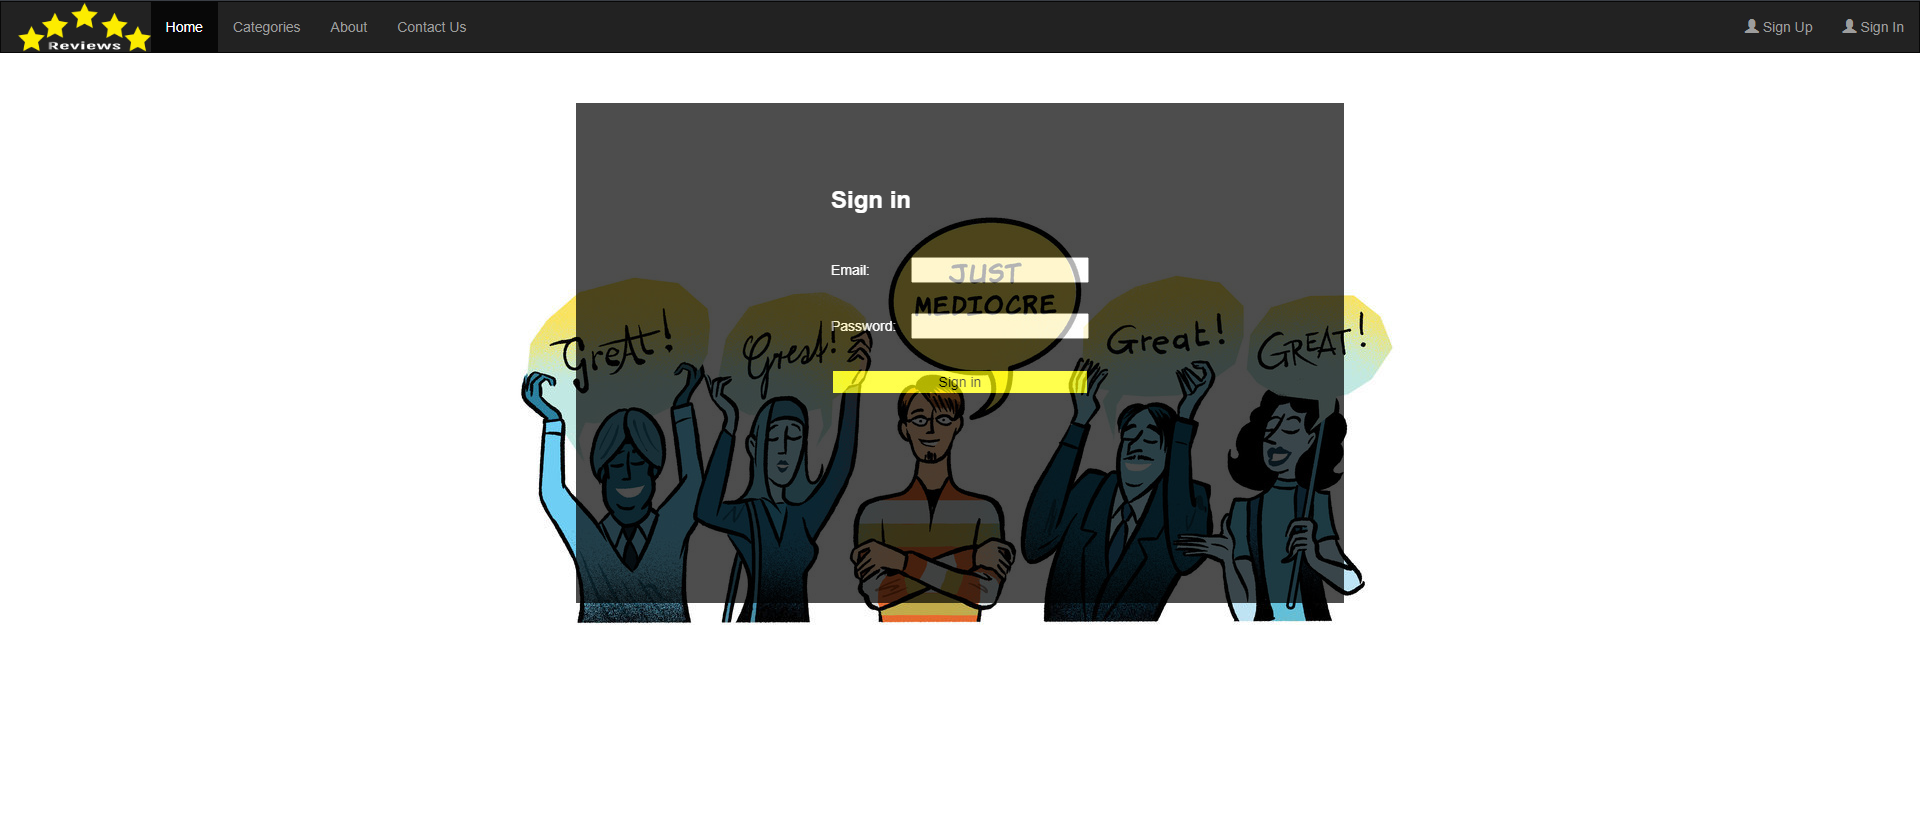 Reviews
Home
Categories
About
Contact Us
Sign Up
Sign In
Sign in
Email:
JUST
MEDIOCRE
Password:
GreAt!
Great!
Great!
GREAT!
Sign in